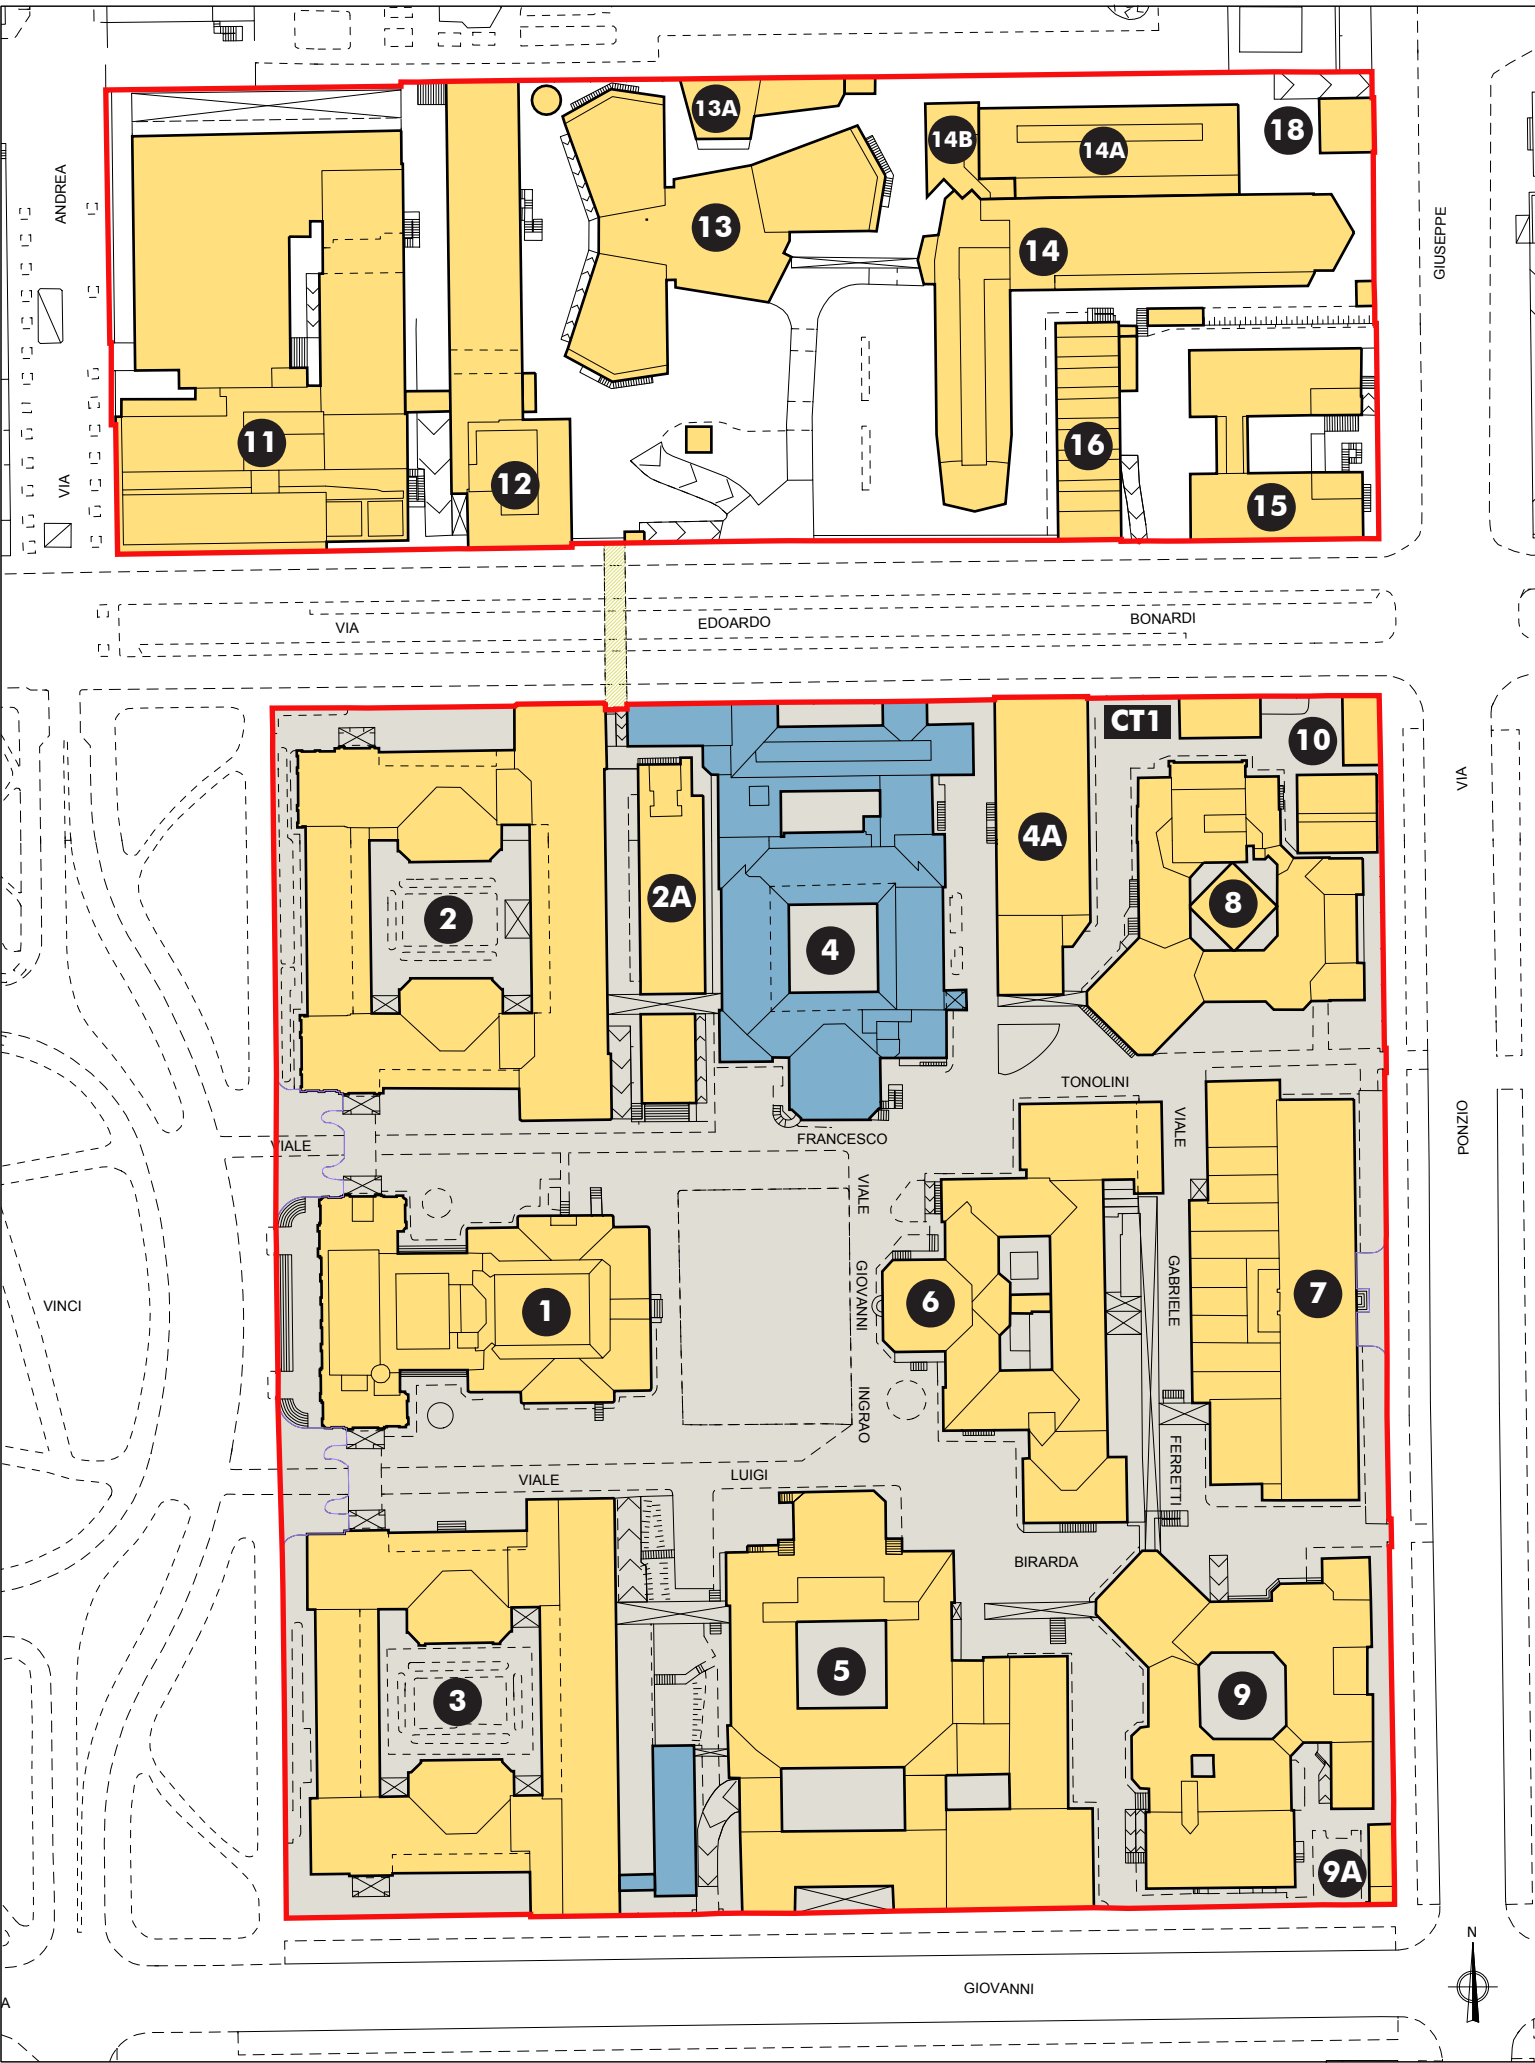 13A
14B
14A
18
ANDREA
13
14
GIUSEPPE
11
16
12
15
VIA
VIA
EDOARDO
BONARDI
CT1
10
VIA
4A
2A
8
2
4
TONOLINI
VIALE
PONZIO
FRANCESCO
VIALE
VIALE
GIOVANNI
GABRIELE
7
6
VINCI
1
INGRAO
FERRETTI
VIALE
LUIGI
BIRARDA
5
3
9
9A
N
GIOVANNI
A